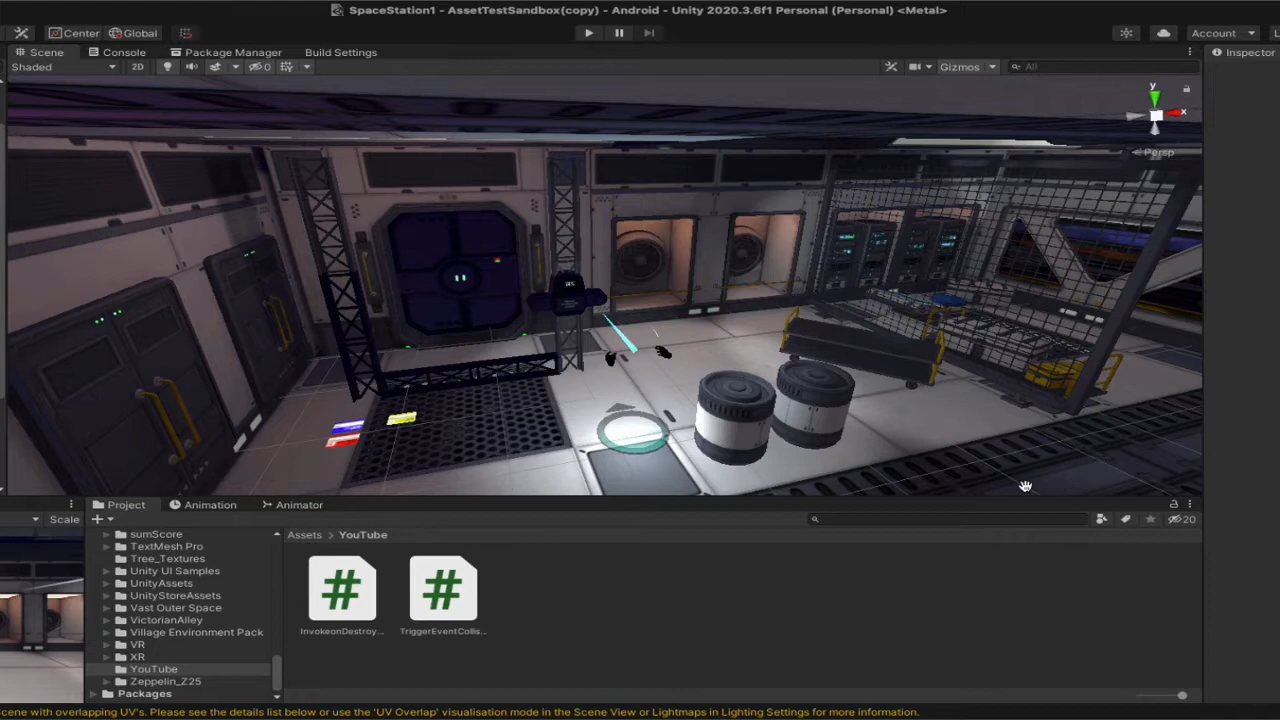 SpaceStation1 - AssetTestSandbox(copy) - Android - Unity 2020.3.6f1 Personal (Personal) <Metal>
Center Global Account
Scene Console Package Manager Build Settings Inspector
Shaded 2D 0 Gizmos All
y
x
Persp
Project Animation Animator
Scale 20
sumScore
TextMesh Pro
Tree_Textures
Unity UI Samples
UnityAssets
UnityStoreAssets
Vast Outer Space
VictorianAlley
Village Environment Pack
VR
XR
YouTube
Zeppelin_Z25
Packages
Assets > YouTube
# #
InvokeonDestroy... TriggerEventCollis...
Scene with overlapping UV's. Please see the details list below or use the 'UV Overlap' visualisation mode in the Scene View or Lightmaps in Lighting Settings for more information.